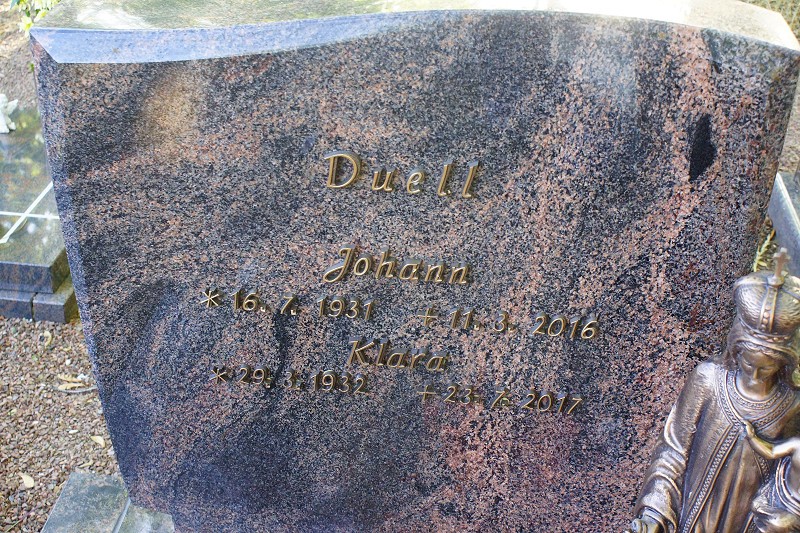 Duell
Johann
* 16. 7. 1931 + 11. 3. 2016
Klara
* 29. 3. 1932 + 23. 7. 2017